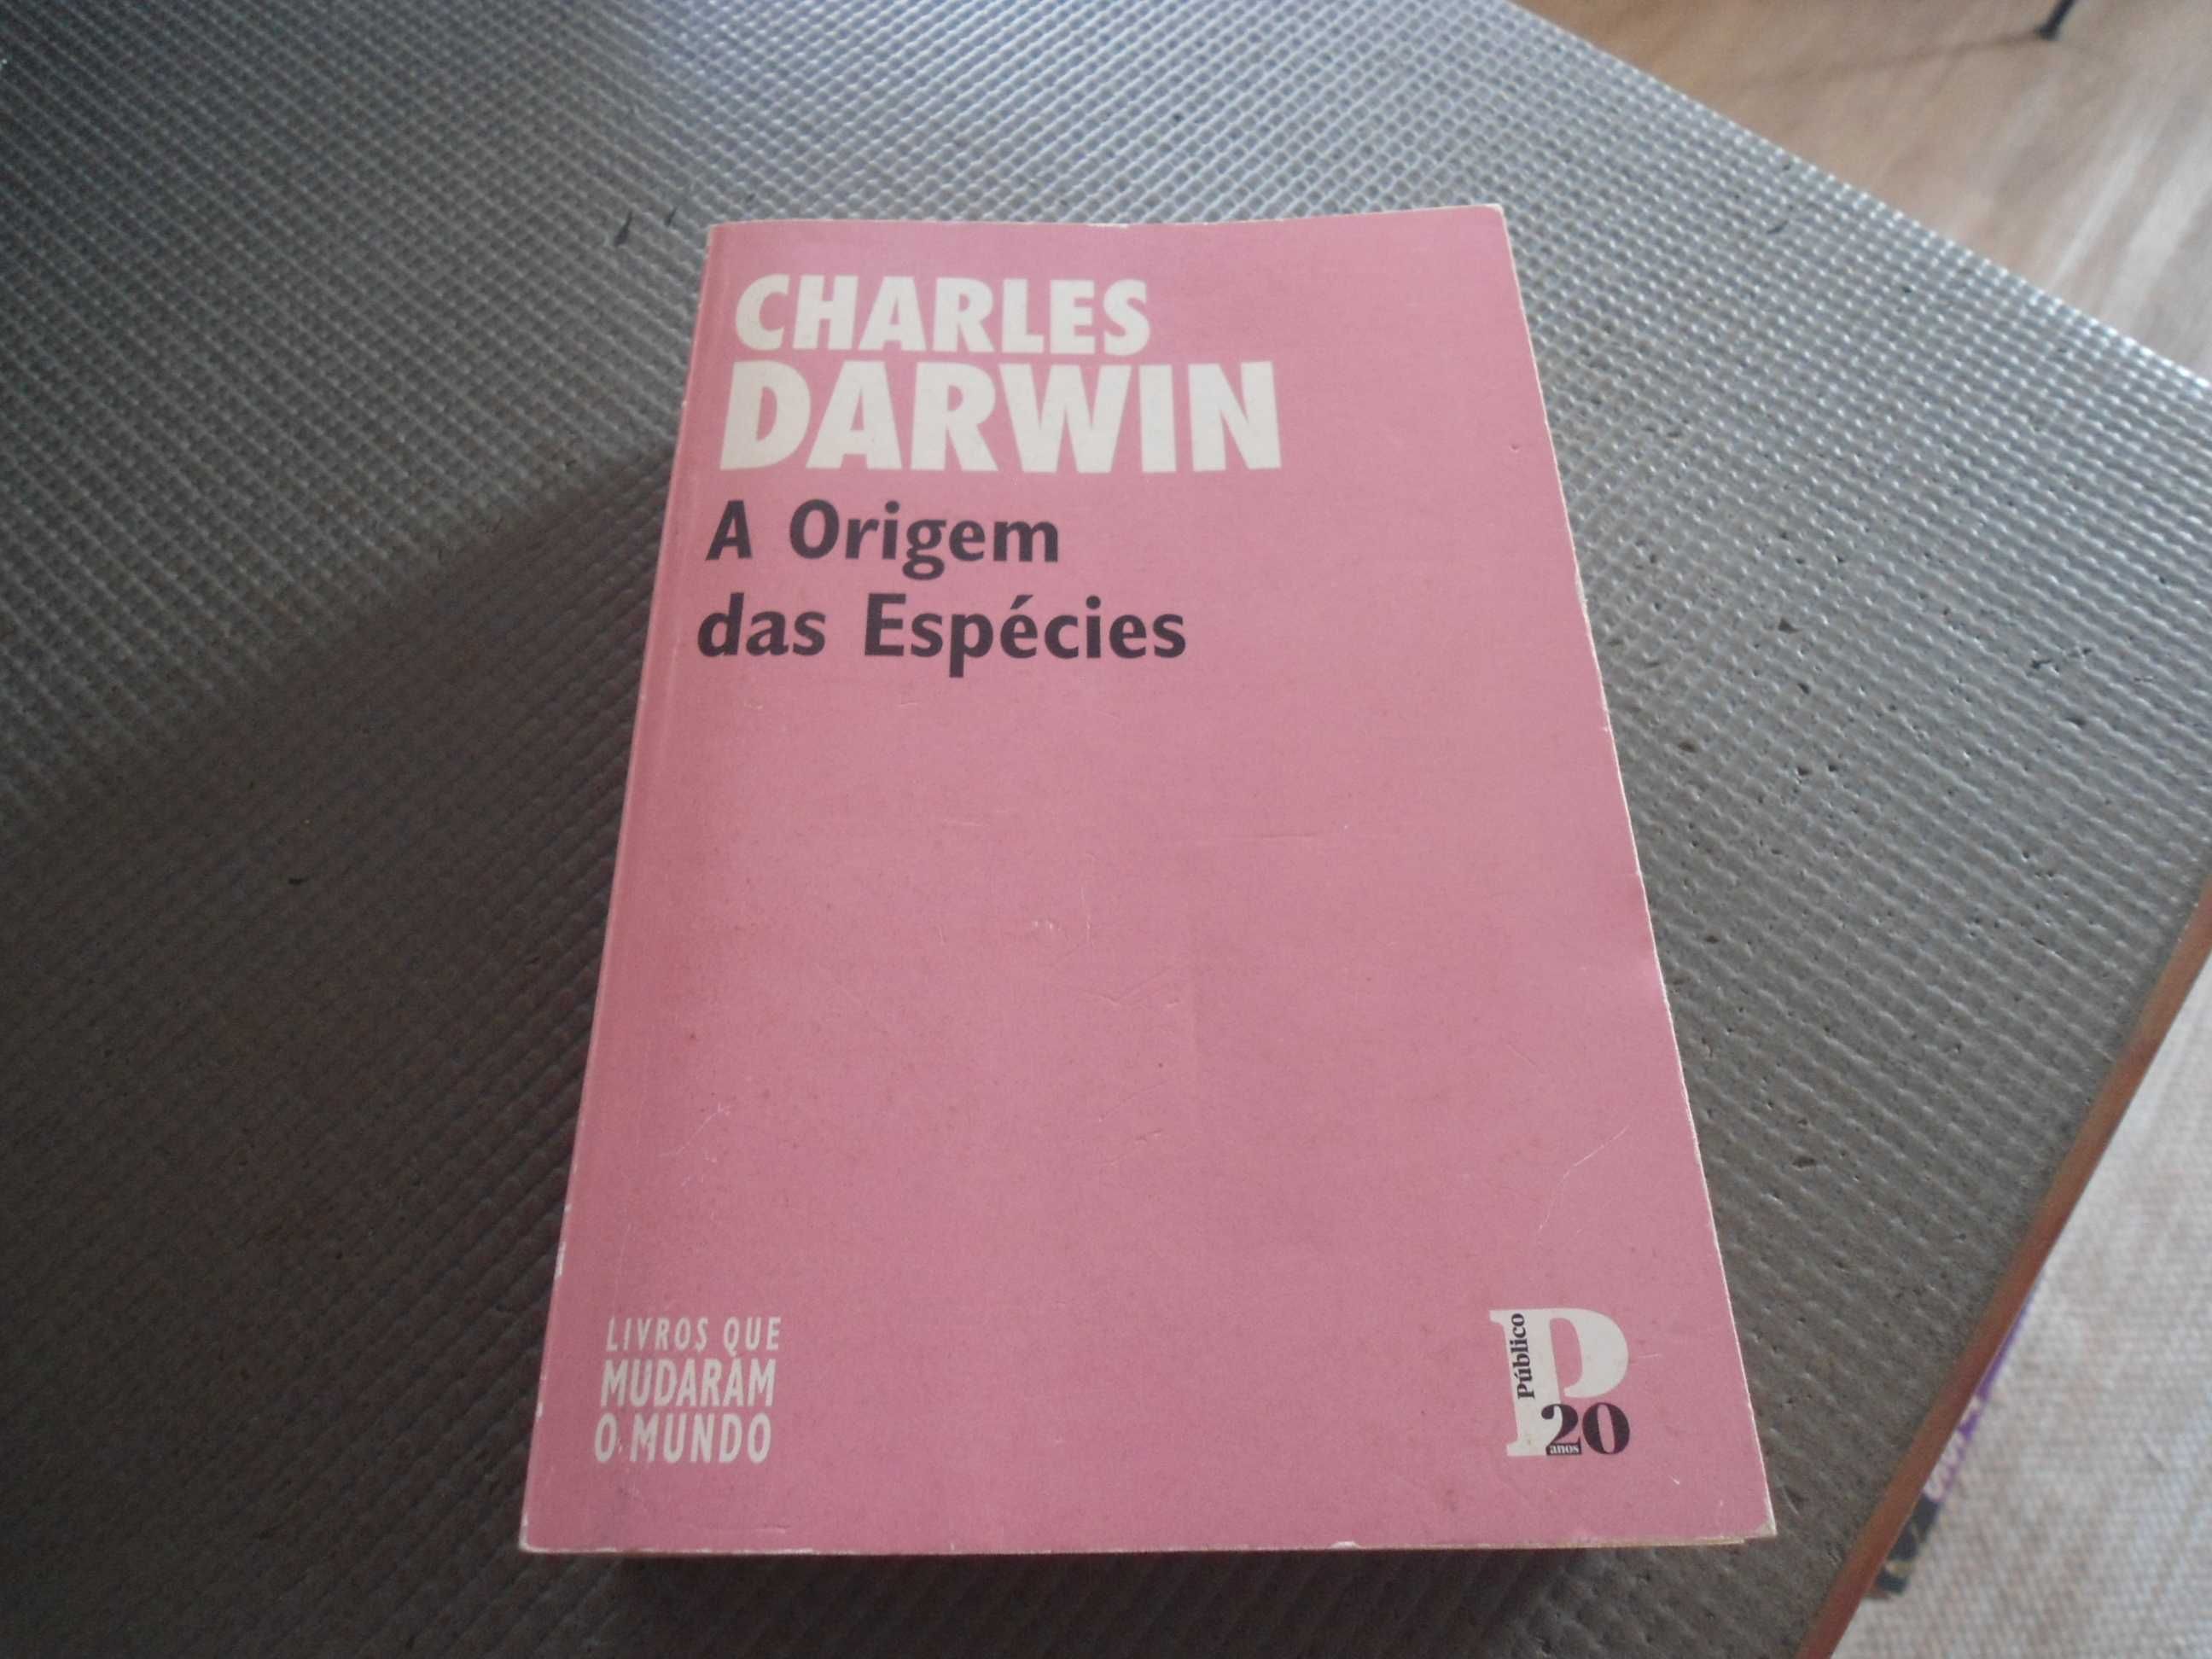 CHARLES
DARWIN
A Origem
das Espécies
LIVROS QUE
MUDARAM
O MUNDO
P
Público
20
anos